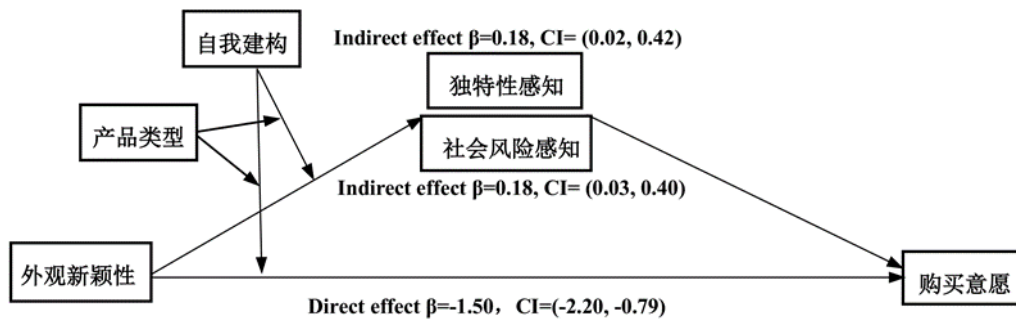 自我建构
Indirect effect β=0.18, CI= (0.02, 0.42)
独特性感知
产品类型
社会风险感知
Indirect effect β=0.18, CI= (0.03, 0.40)
外观新颖性
购买意愿
Direct effect β=-1.50，CI=(-2.20, -0.79)